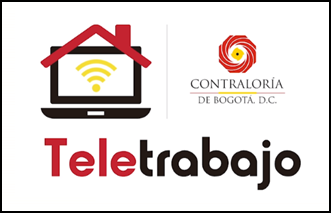 CONTRALORÍA
DE BOGOTÁ, D.C.
Teletrabajo